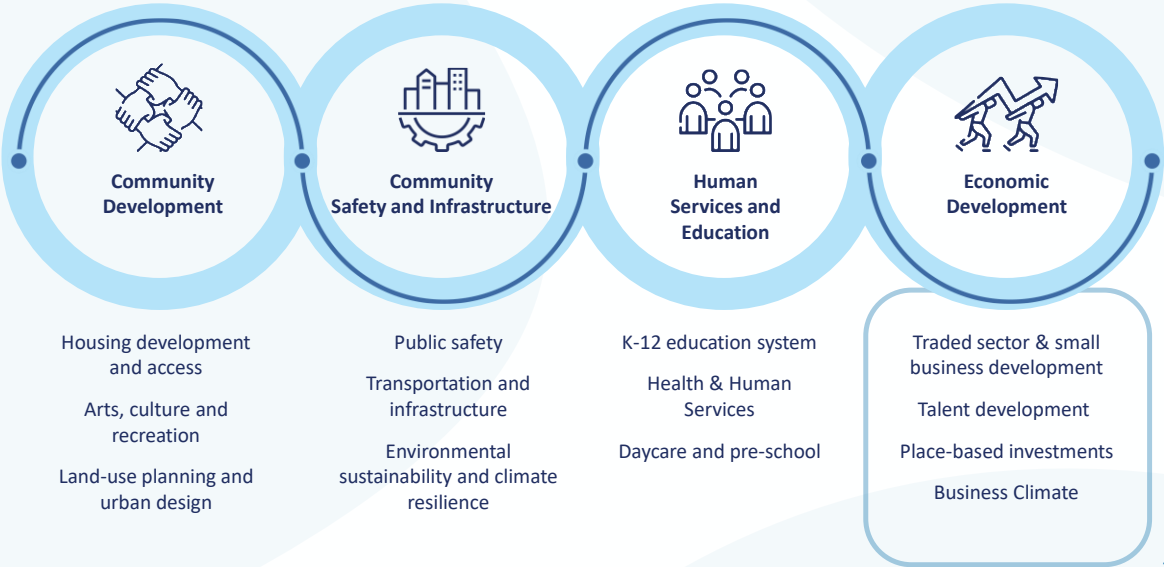 Community
Development
Community
Safety and Infrastructure
Human
Services and
Education
Economic
Development
Housing development
and access
Arts, culture and
recreation
Land-use planning and
urban design
Public safety
Transportation and
infrastructure
Environmental
sustainability and climate
resilience
K-12 education system
Health & Human
Services
Daycare and pre-school
Traded sector & small
business development
Talent development
Place-based investments
Business Climate